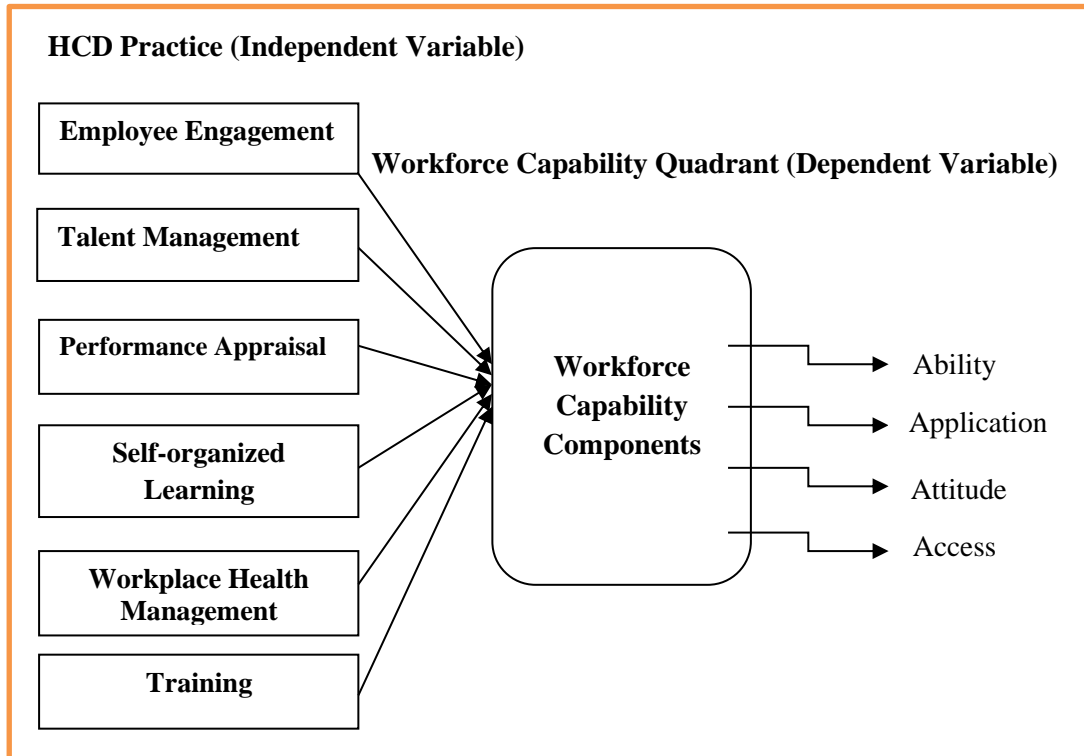 HCD Practice (Independent Variable)
Employee Engagement
Workforce Capability Quadrant (Dependent Variable)
Talent Management
Performance Appraisal
Self-organized
Learning
Workplace Health
Management
Training
Workforce
Capability
Components
Ability
Application
Attitude
Access